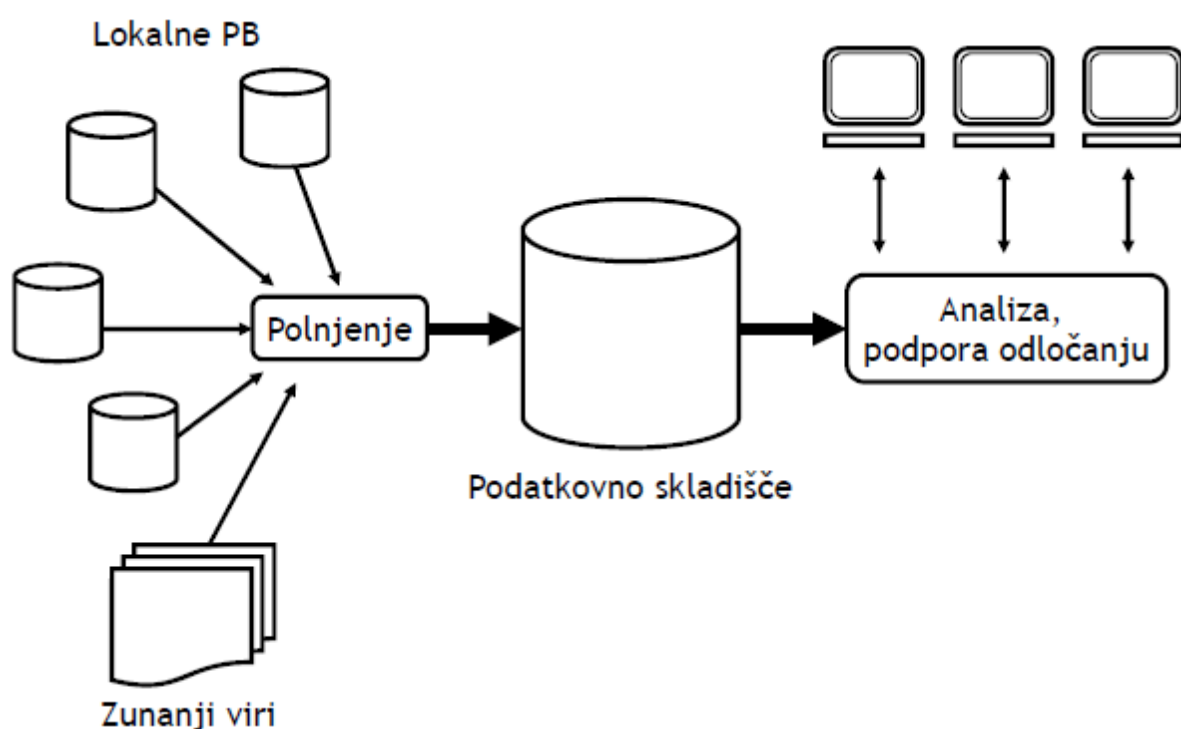 Lokalne PB
Polnjenje
Analiza,
podpora odločanju
Podatkovno skladišče
Zunanji viri